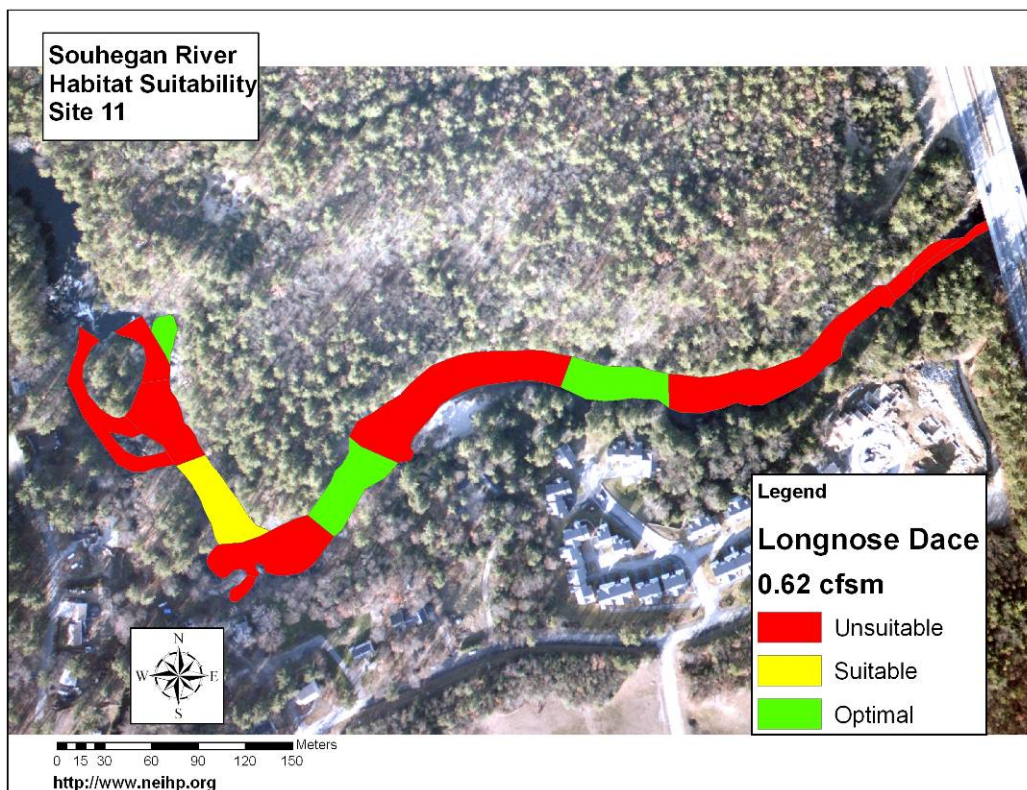 Souhegan River
Habitat Suitability
Site 11
Legend
Longnose Dace
0.62 cfsm
Unsuitable
Suitable
Optimal
N
W E
S
Meters
0 15 30 60 90 120 150
http://www.neihp.org